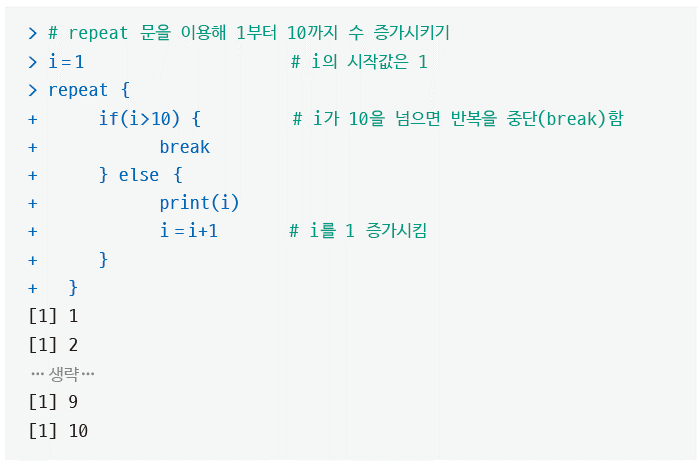 > # repeat 문을 이용해 1부터 10까지 수 증가시키기
> i=1 # i의 시작값은 1
> repeat {
+ if(i>10) { # i가 10을 넘으면 반복을 중단(break)함
+ break
+ } else {
+ print(i)
+ i=i+1 # i를 1 증가시킴
+ }
+ }
[1] 1
[1] 2
…생략…
[1] 9
[1] 10